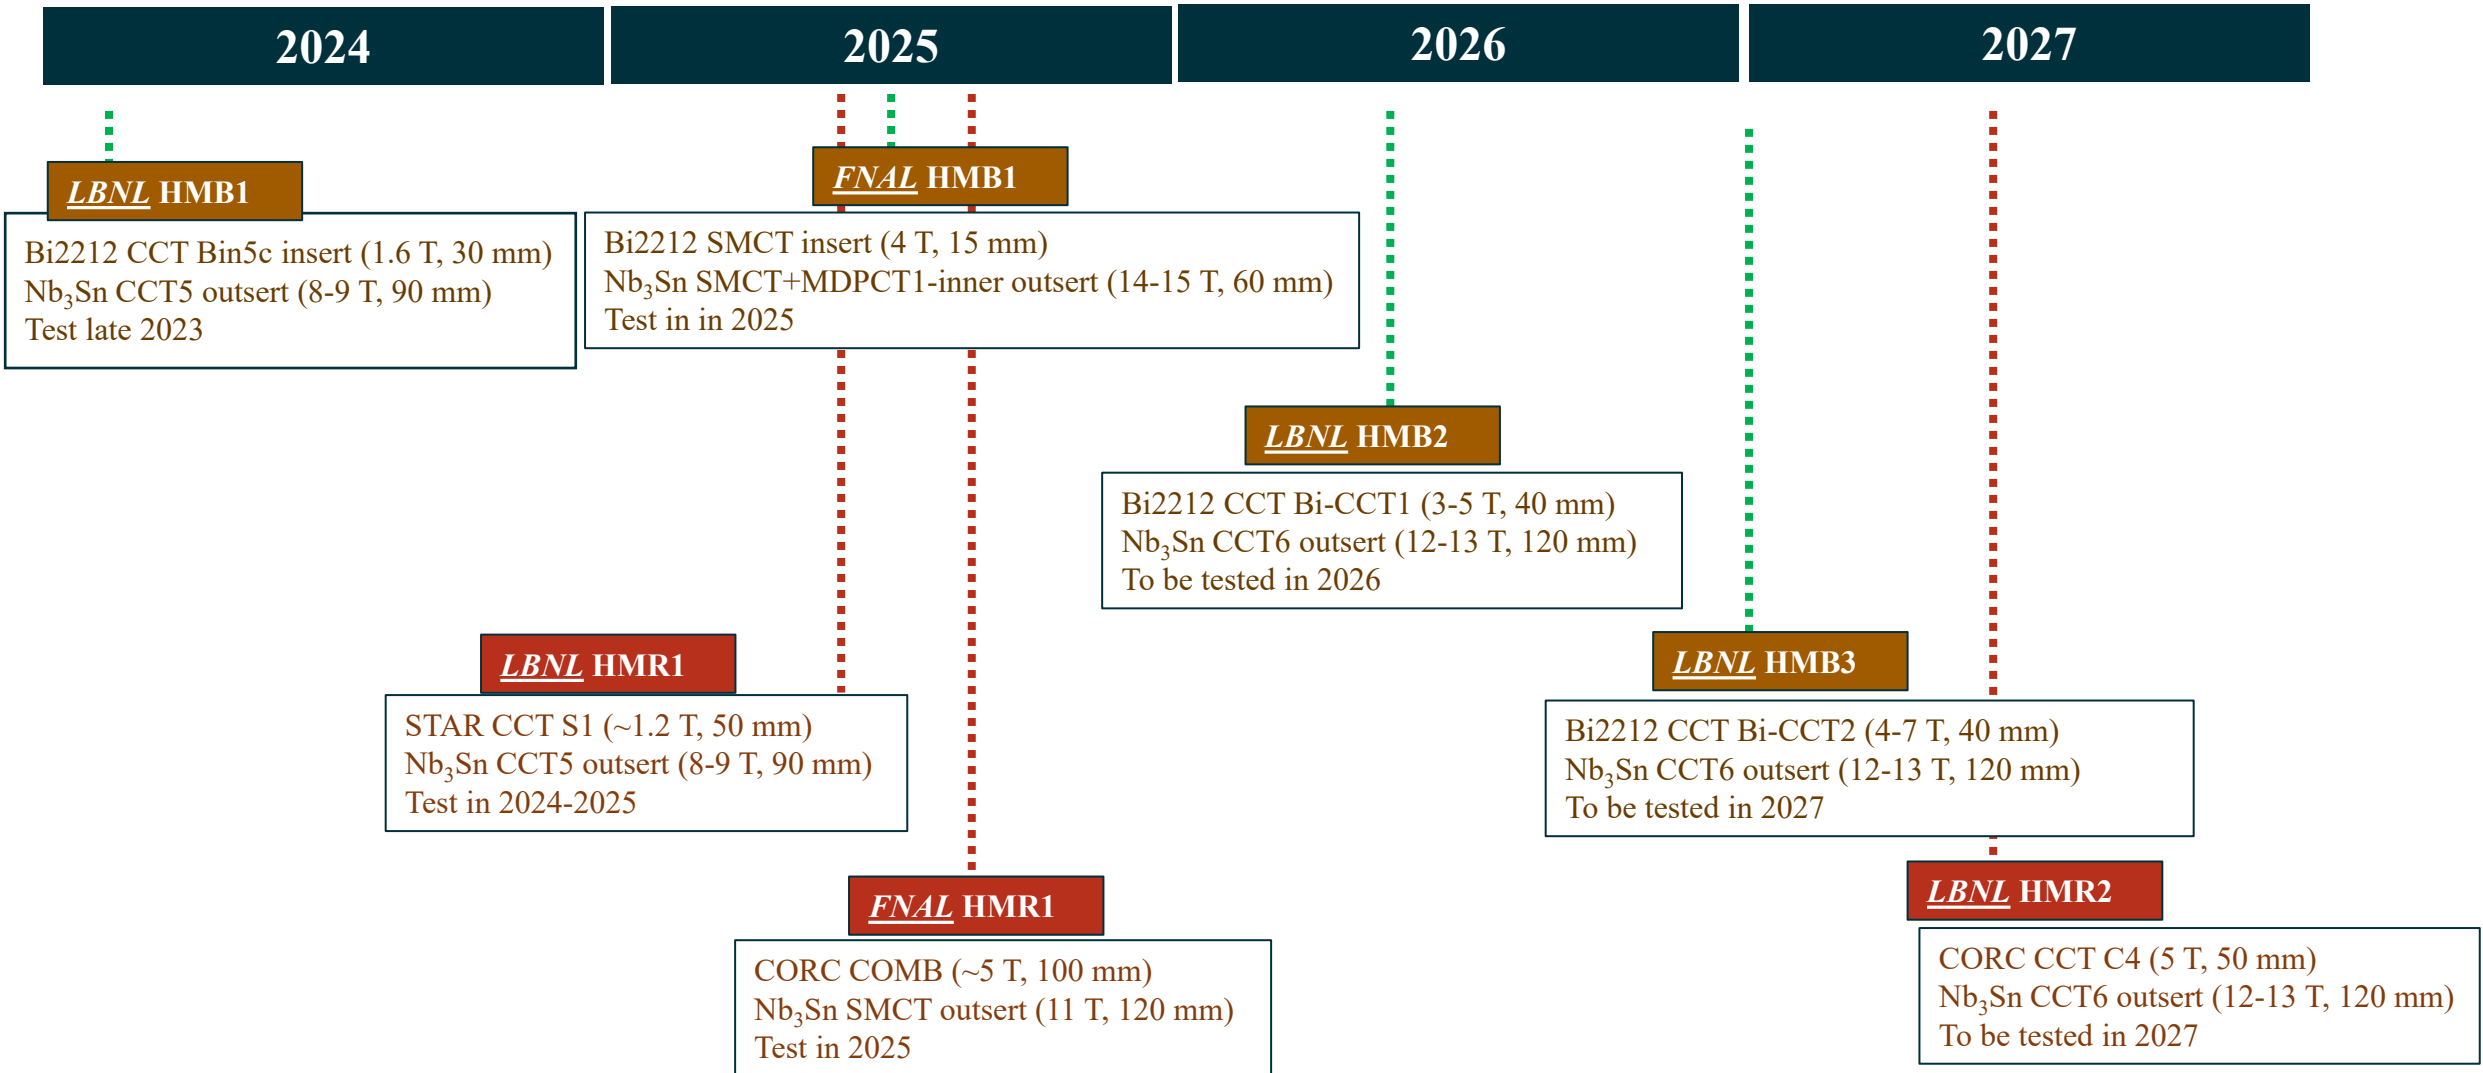 2024
2025
2026
2027
LBNL HMB1
Bi2212 CCT Bin5c insert (1.6 T, 30 mm)
Nb₃Sn CCT5 outsert (8-9 T, 90 mm)
Test late 2023
FNAL HMB1
Bi2212 SMCT insert (4 T, 15 mm)
Nb₃Sn SMCT+MDPCT1-inner outsert (14-15 T, 60 mm)
Test in in 2025
LBNL HMB2
Bi2212 CCT Bi-CCT1 (3-5 T, 40 mm)
Nb₃Sn CCT6 outsert (12-13 T, 120 mm)
To be tested in 2026
LBNL HMR1
STAR CCT S1 (~1.2 T, 50 mm)
Nb₃Sn CCT5 outsert (8-9 T, 90 mm)
Test in 2024-2025
LBNL HMB3
Bi2212 CCT Bi-CCT2 (4-7 T, 40 mm)
Nb₃Sn CCT6 outsert (12-13 T, 120 mm)
To be tested in 2027
FNAL HMR1
CORC COMB (~5 T, 100 mm)
Nb₃Sn SMCT outsert (11 T, 120 mm)
Test in 2025
LBNL HMR2
CORC CCT C4 (5 T, 50 mm)
Nb₃Sn CCT6 outsert (12-13 T, 120 mm)
To be tested in 2027